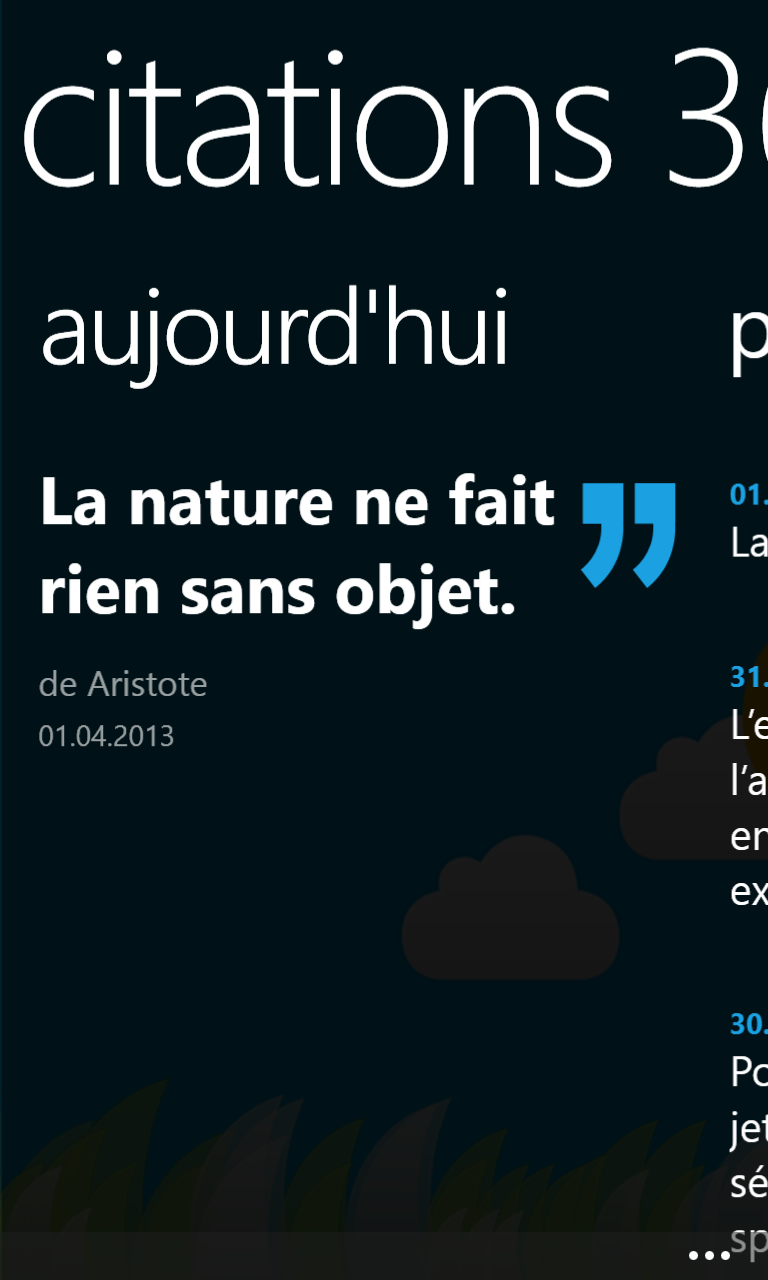 citations 3
aujourd'hui
La nature ne fait
rien sans objet.
de Aristote
01.04.2013
p
01.
La
31.
L’e
l’a
en
ex
30.
Po
jet
sé
sp